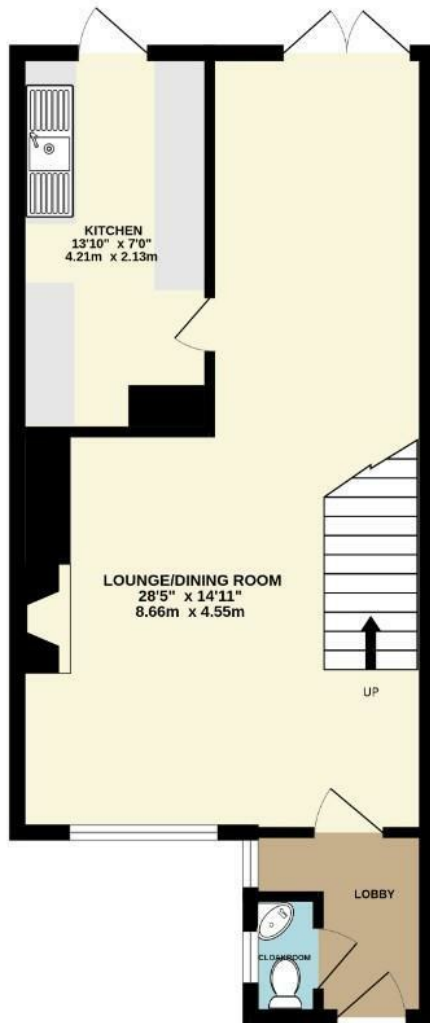 KITCHEN
13'10" x 7'0"
4.21m x 2.13m
LOUNGE/DINING ROOM
28'5" x 14'11"
8.66m x 4.55m
UP
LOBBY
CLOAKROOM